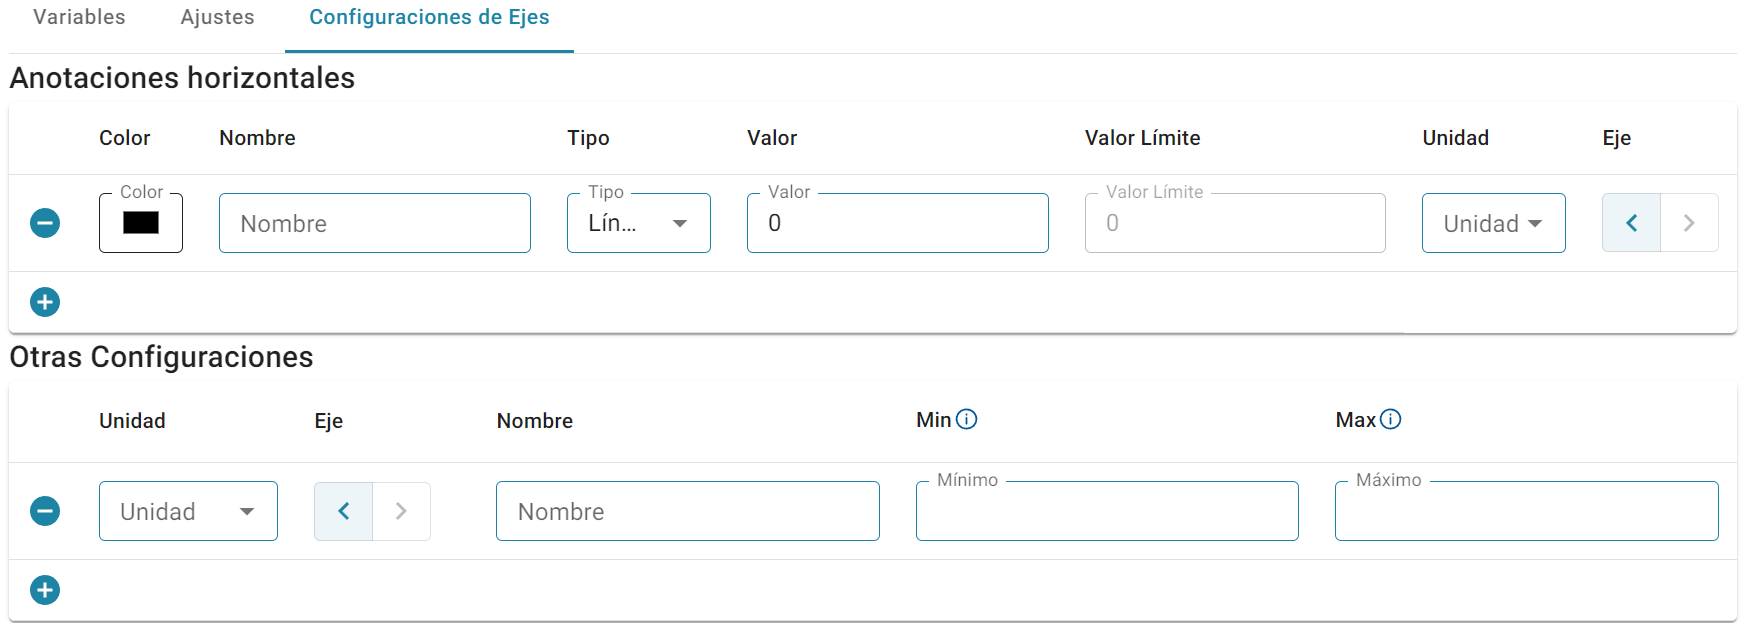 Variables Ajustes Configuraciones de Ejes
Anotaciones horizontales
Color Nombre Tipo Valor Valor Límite Unidad Eje
Color Tipo Valor Valor Límite
Nombre Lín... 0 0 Unidad
Otras Configuraciones
Unidad Eje Nombre Min Max
Mínimo Máximo
Unidad Nombre